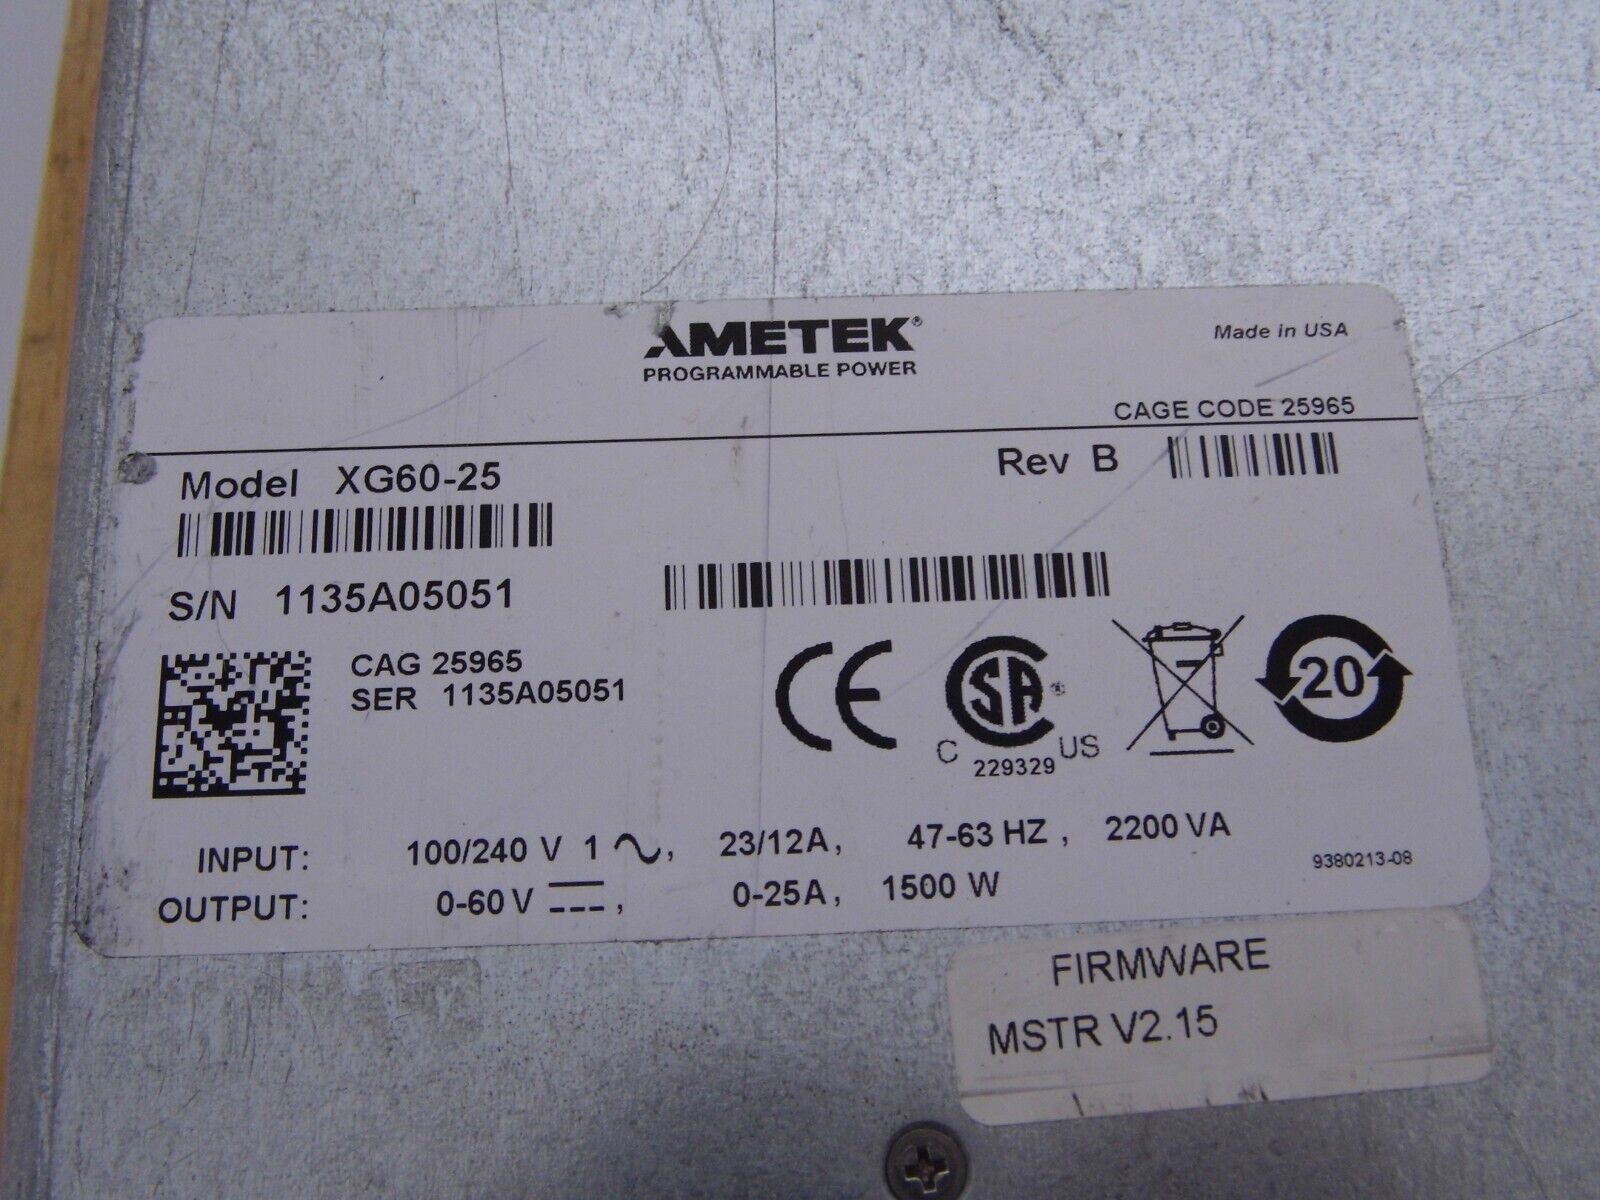 AMETEK®
PROGRAMMABLE POWER
Made in USA
CAGE CODE 25965
Model XG60-25
Rev B
S/N 1135A05051
CAG 25965
SER 1135A05051
CE
CSA®
C US
229329
20
INPUT: 100/240 V 1 ∿, 23/12A, 47-63 HZ, 2200 VA
OUTPUT: 0-60 V ⎓, 0-25A, 1500 W
9380213-08
FIRMWARE
MSTR V2.15